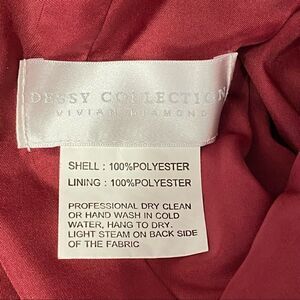 DESSY COLLECTION
VIVIAN DIAMOND
SHELL : 100%POLYESTER
LINING : 100%POLYESTER
PROFESSIONAL DRY CLEAN
OR HAND WASH IN COLD
WATER, HANG TO DRY.
LIGHT STEAM ON BACK SIDE
OF THE FABRIC